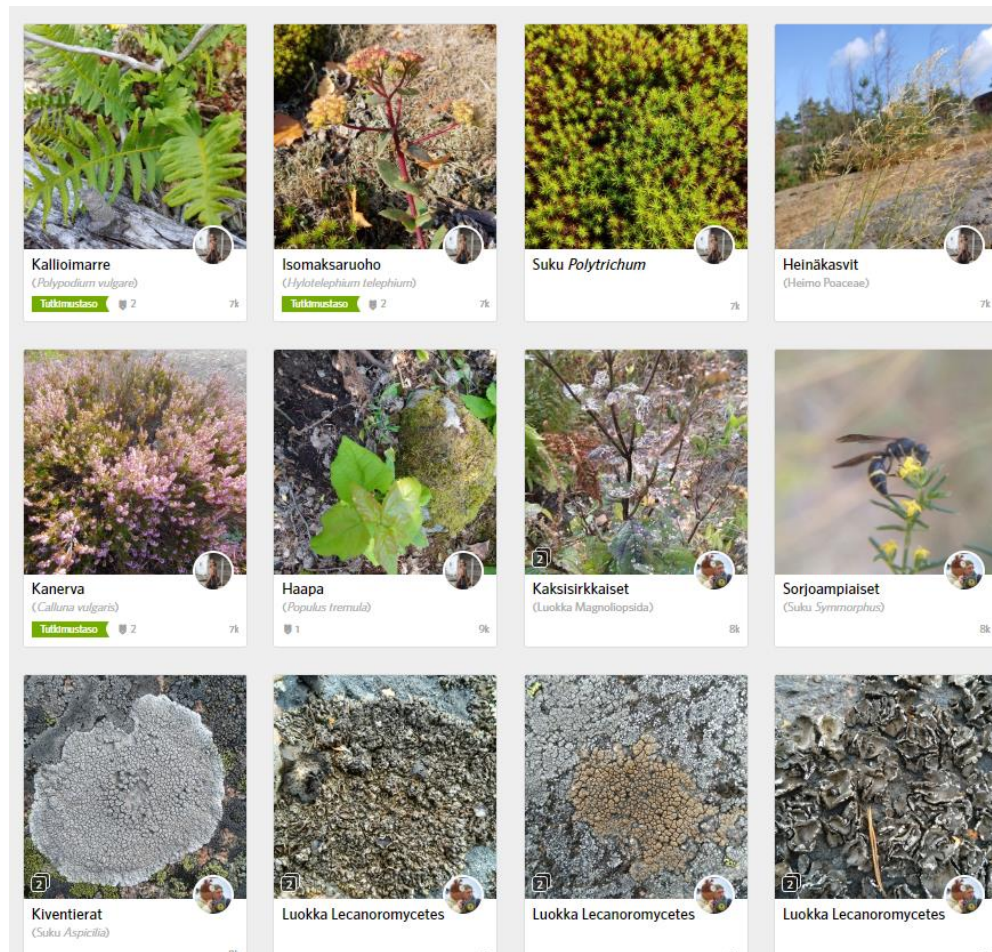 Kallioimarre
(Polypodium vulgare)
Tutkimustaso 2 7k
Isomaksaruoho
(Hylotelephium telephium)
Tutkimustaso 2 7k
Suku Polytrichum
7k
Heinäkasvit
(Heimo Poaceae)
7k
Kanerva
(Calluna vulgaris)
Tutkimustaso 2 7k
Haapa
(Populus tremula)
1 9k
2
Kaksisirkkaiset
(Luokka Magnoliopsida)
8k
Sorjoampiaiset
(Suku Symmorphus)
8k
2
Kiventierat
(Suku Aspicilia)
2
Luokka Lecanoromycetes
2
Luokka Lecanoromycetes
2
Luokka Lecanoromycetes